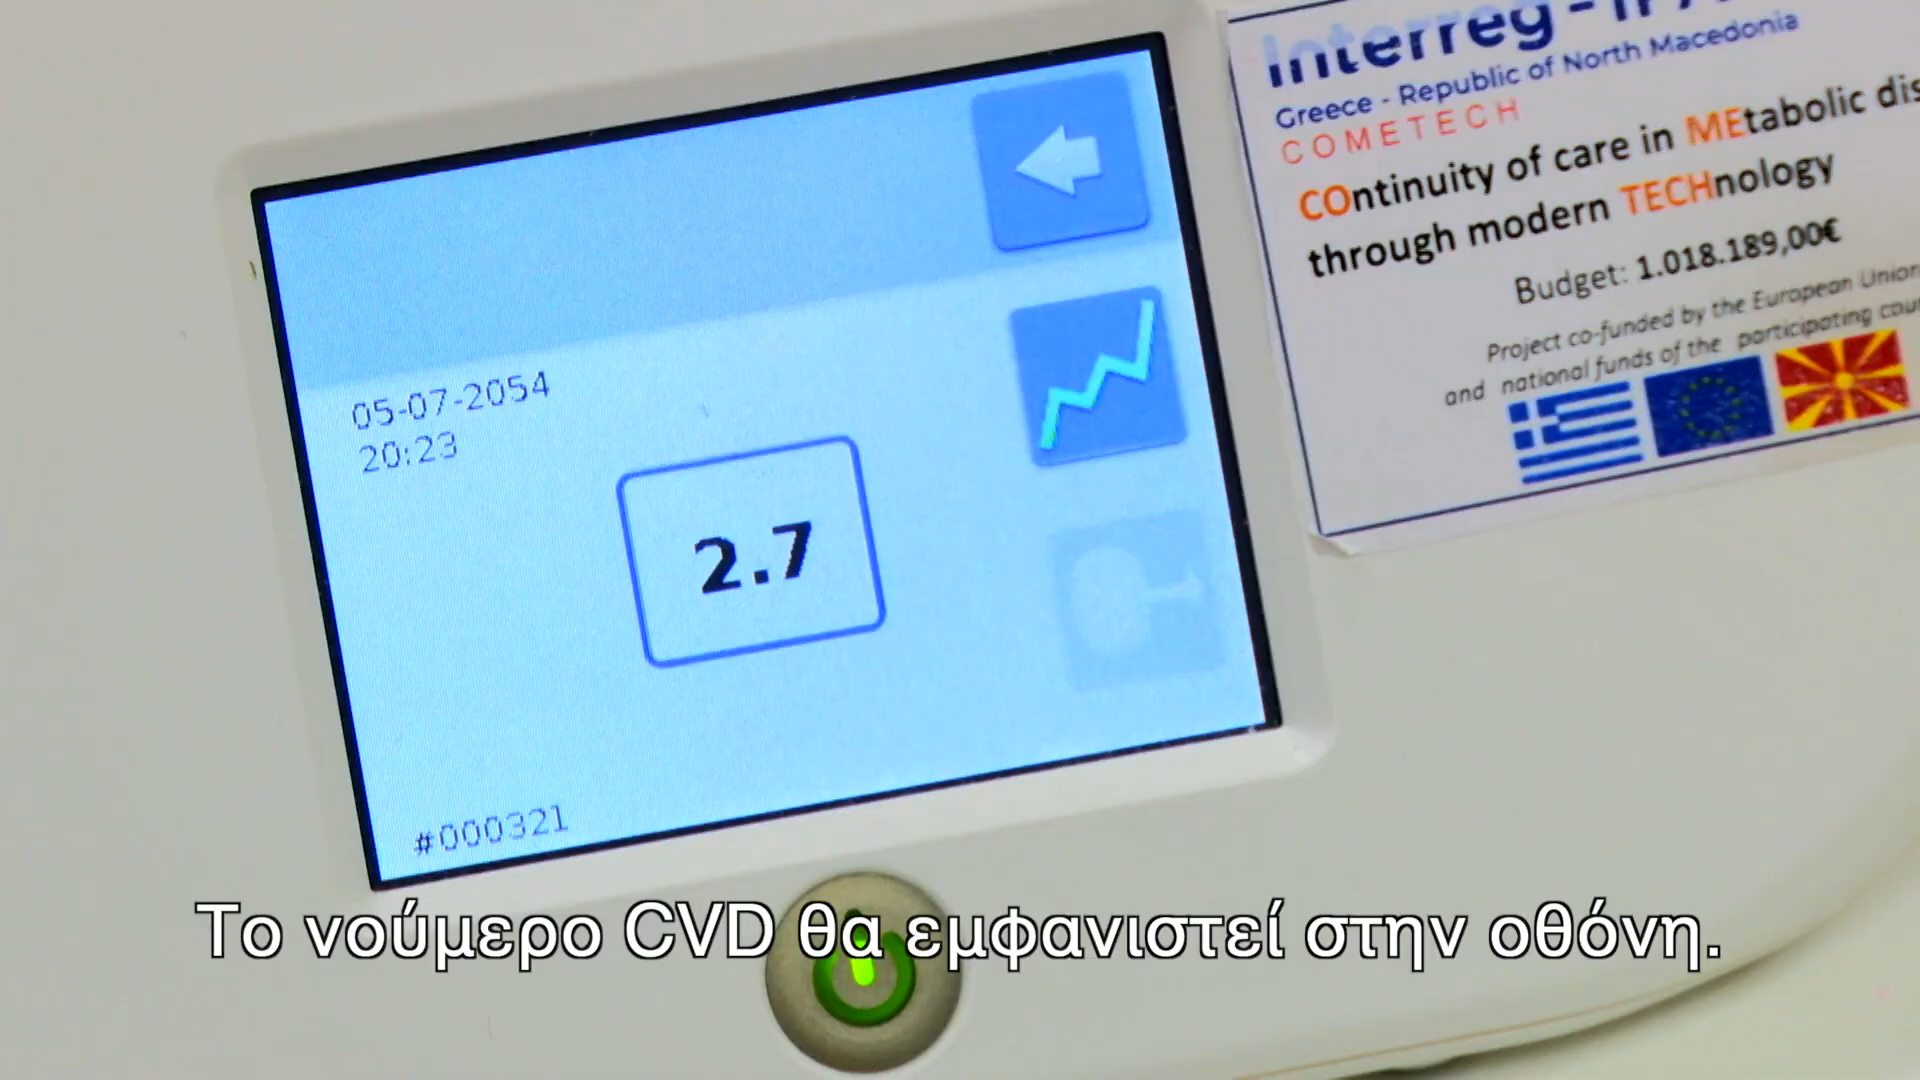 Interreg - IPA
Greece - Republic of North Macedonia
COMETECH
COntinuity of care in MEtabolic
through modern TECHnology
Budget: 1.018.189,00€
Project co-funded by the European Union
and national funds of the participating
05-07-2054
20:23
2.7
#000321
Το νούμερο CVD θα εμφανιστεί στην οθόνη.